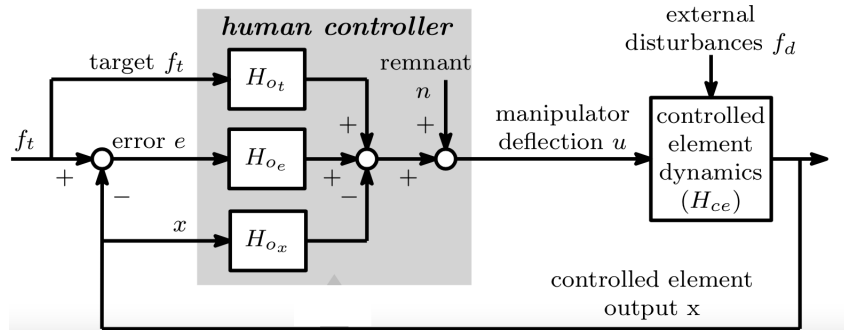 human controller
external
disturbances f_d
target f_t
H_{o_t}
remnant
n
+
+
manipulator
deflection u
controlled
element
dynamics
(H_{ce})
f_t
error e
H_{o_e}
+
+
+
−
−
x
H_{o_x}
controlled element
output x